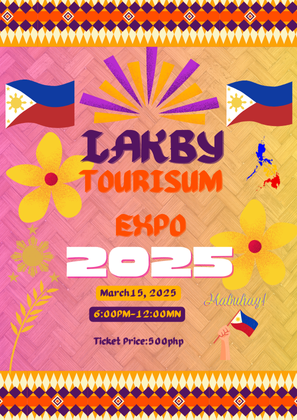 LAKBY
TOURISUM
EXPO
2025
March15, 2025
6:00PM-12:00MN
Mabuhay!
Ticket Price:500php